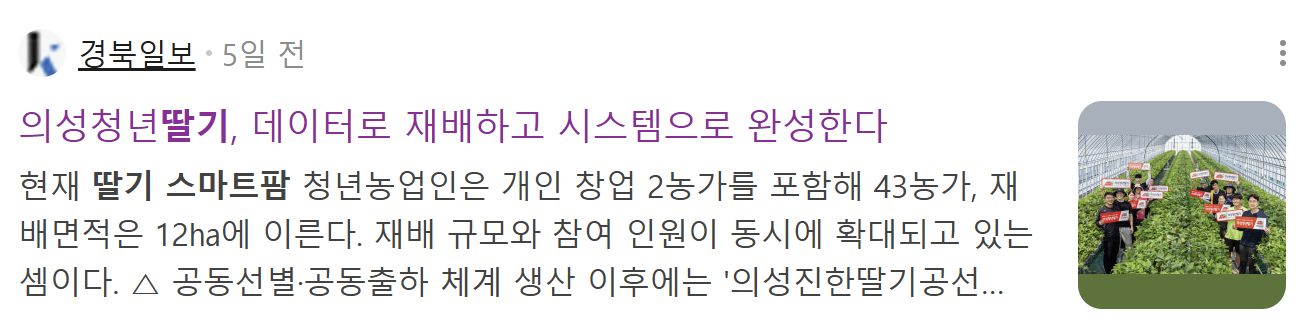 경북일보 · 5일 전
의성청년딸기, 데이터로 재배하고 시스템으로 완성한다
현재 딸기 스마트팜 청년농업인은 개인 창업 2농가를 포함해 43농가, 재
배면적은 12ha에 이른다. 재배 규모와 참여 인원이 동시에 확대되고 있는
셈이다. △ 공동선별·공동출하 체계 생산 이후에는 '의성진한딸기공선...